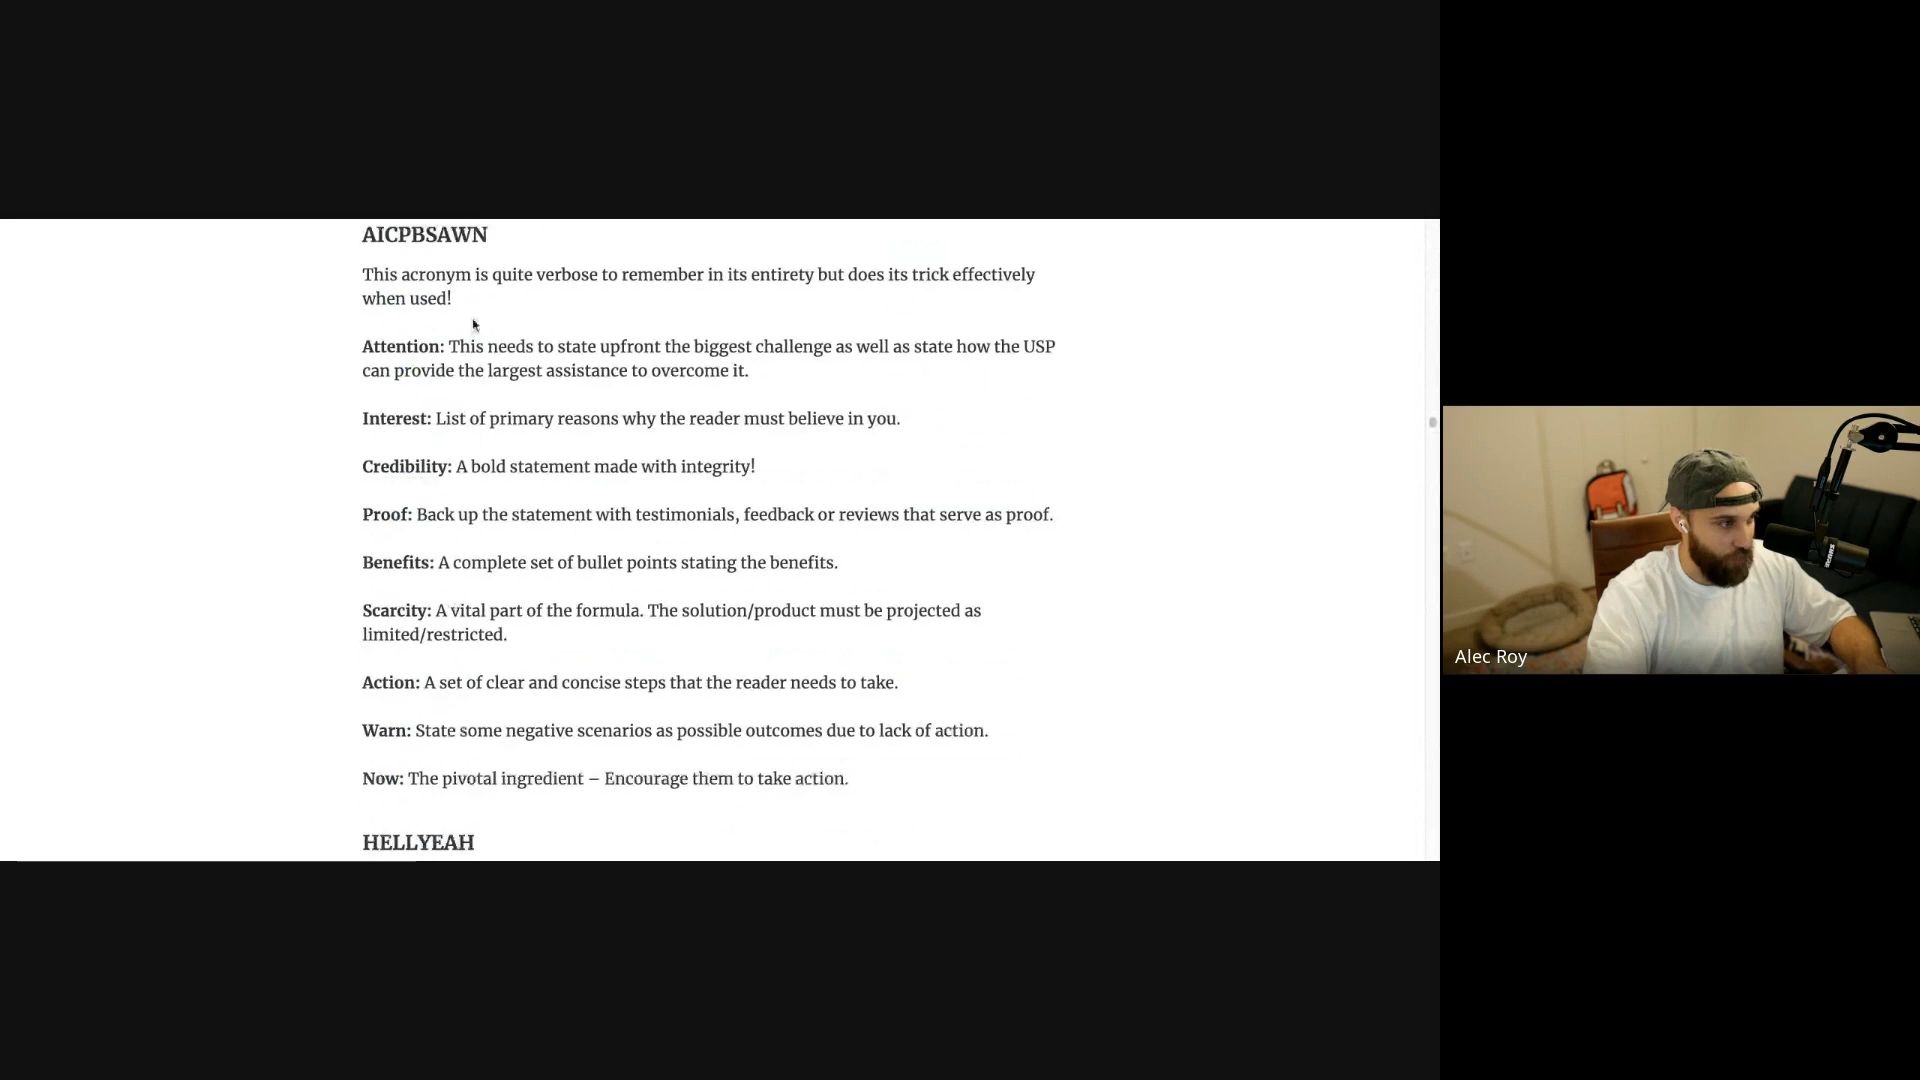 AICPBSAWN
This acronym is quite verbose to remember in its entirety but does its trick effectively
when used!
Attention: This needs to state upfront the biggest challenge as well as state how the USP
can provide the largest assistance to overcome it.
Interest: List of primary reasons why the reader must believe in you.
Credibility: A bold statement made with integrity!
Proof: Back up the statement with testimonials, feedback or reviews that serve as proof.
Benefits: A complete set of bullet points stating the benefits.
Scarcity: A vital part of the formula. The solution/product must be projected as
limited/restricted.
Action: A set of clear and concise steps that the reader needs to take.
Warn: State some negative scenarios as possible outcomes due to lack of action.
Now: The pivotal ingredient – Encourage them to take action.
HELLYEAH
Alec Roy